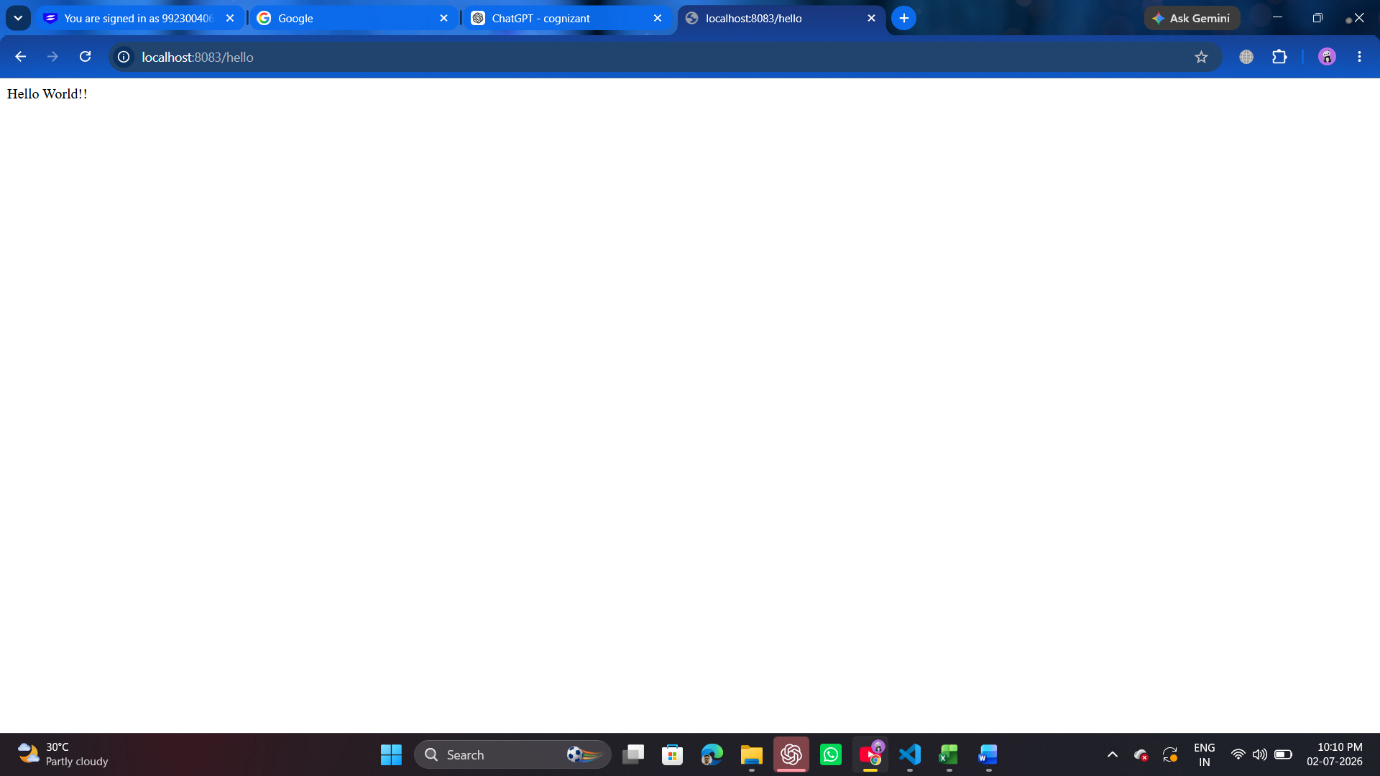 You are signed in as 992300406
Google
ChatGPT - cognizant
localhost:8083/hello
Ask Gemini
localhost:8083/hello
Hello World!!
30°C
Partly cloudy
Search
ENG
IN
10:10 PM
02-07-2026